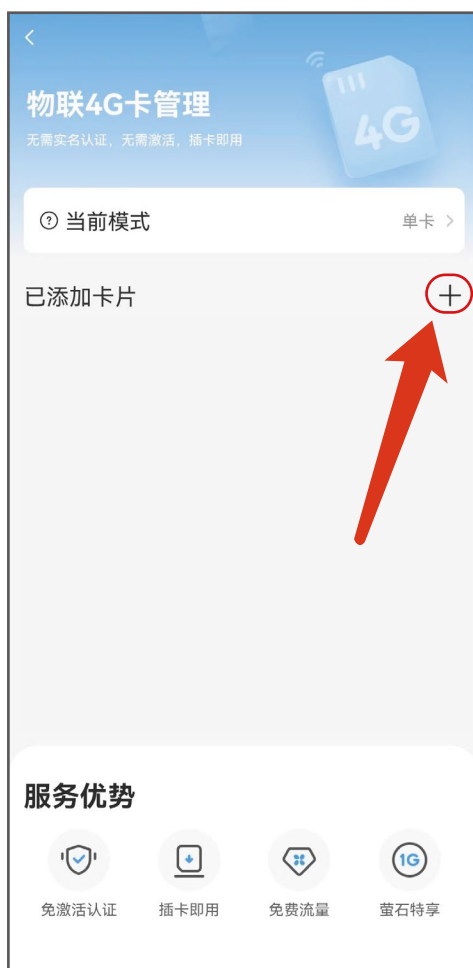 物联4G卡管理
无需实名认证，无需激活，插卡即用
4G
当前模式
单卡
已添加卡片
服务优势
1G
免激活认证
插卡即用
免费流量
萤石特享